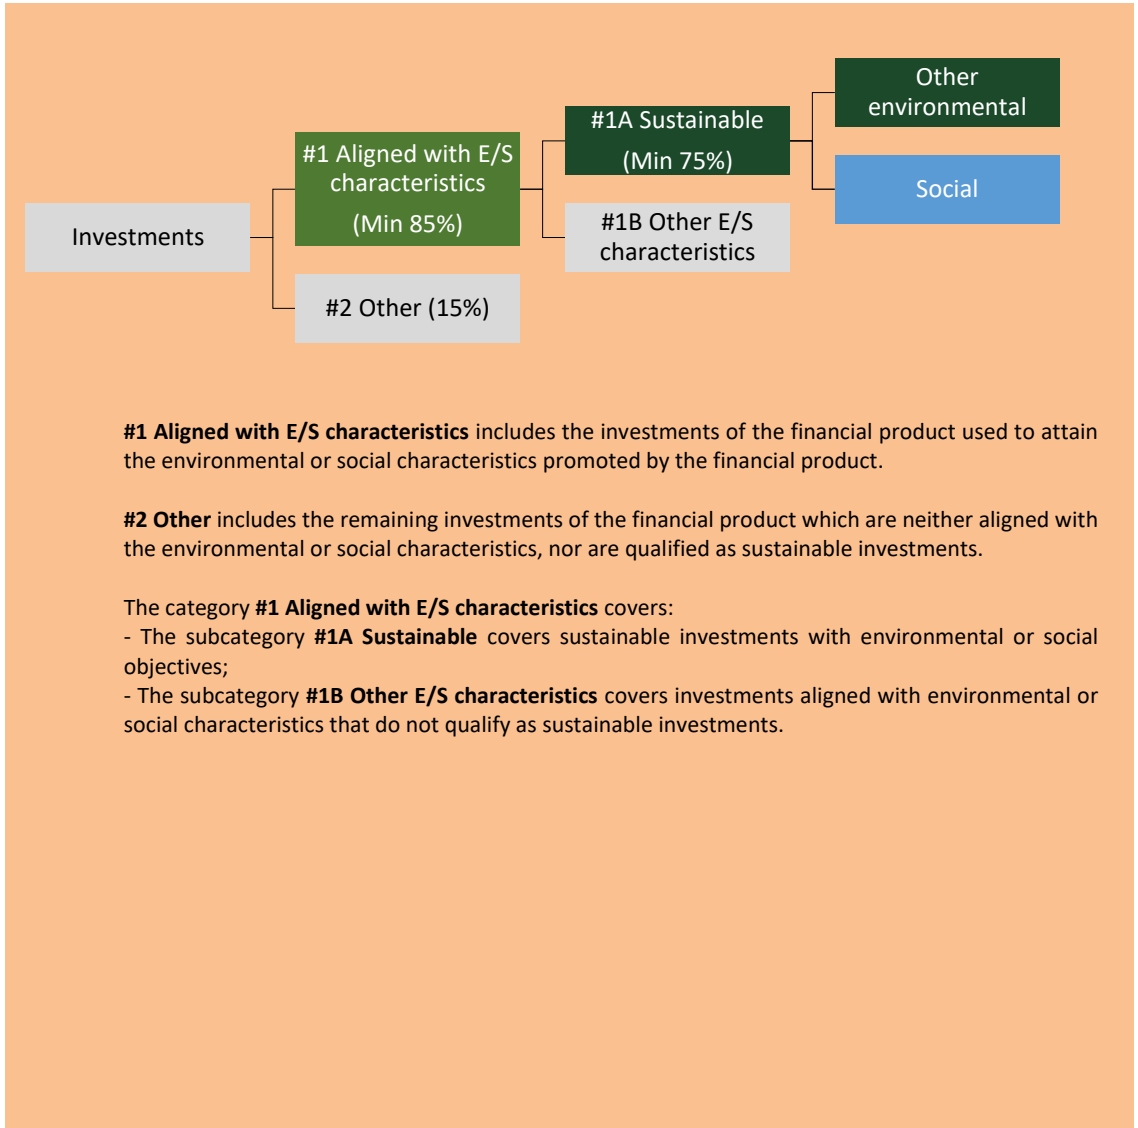 Other
environmental
#1A Sustainable
(Min 75%)
#1 Aligned with E/S
characteristics
(Min 85%)
Social
Investments
#1B Other E/S
characteristics
#2 Other (15%)
#1 Aligned with E/S characteristics includes the investments of the financial product used to attain
the environmental or social characteristics promoted by the financial product.
#2 Other includes the remaining investments of the financial product which are neither aligned with
the environmental or social characteristics, nor are qualified as sustainable investments.
The category #1 Aligned with E/S characteristics covers:
- The subcategory #1A Sustainable covers sustainable investments with environmental or social
objectives;
- The subcategory #1B Other E/S characteristics covers investments aligned with environmental or
social characteristics that do not qualify as sustainable investments.